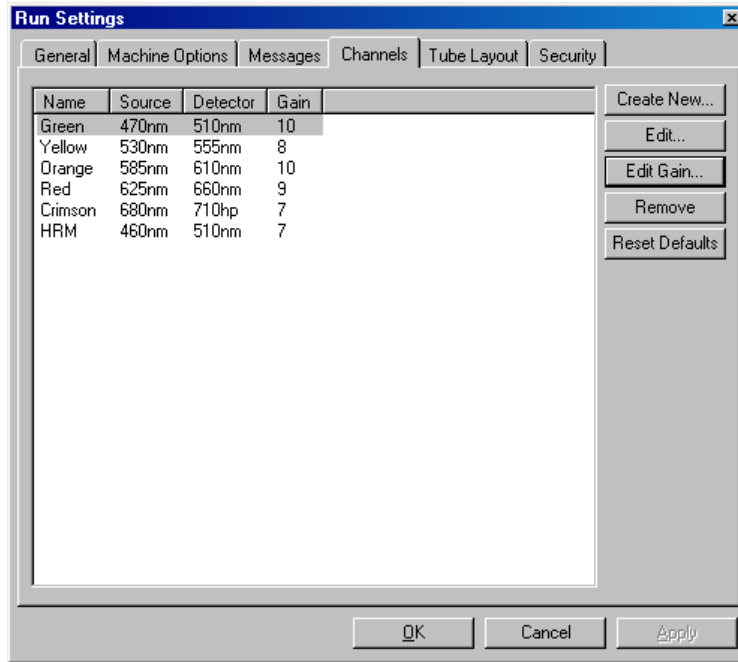 Run Settings
General Machine Options Messages Channels Tube Layout Security
Name Source Detector Gain
Green 470nm 510nm 10
Yellow 530nm 555nm 8
Orange 585nm 610nm 10
Red 625nm 660nm 9
Crimson 680nm 710hp 7
HRM 460nm 510nm 7
Create New...
Edit...
Edit Gain...
Remove
Reset Defaults
OK Cancel Apply